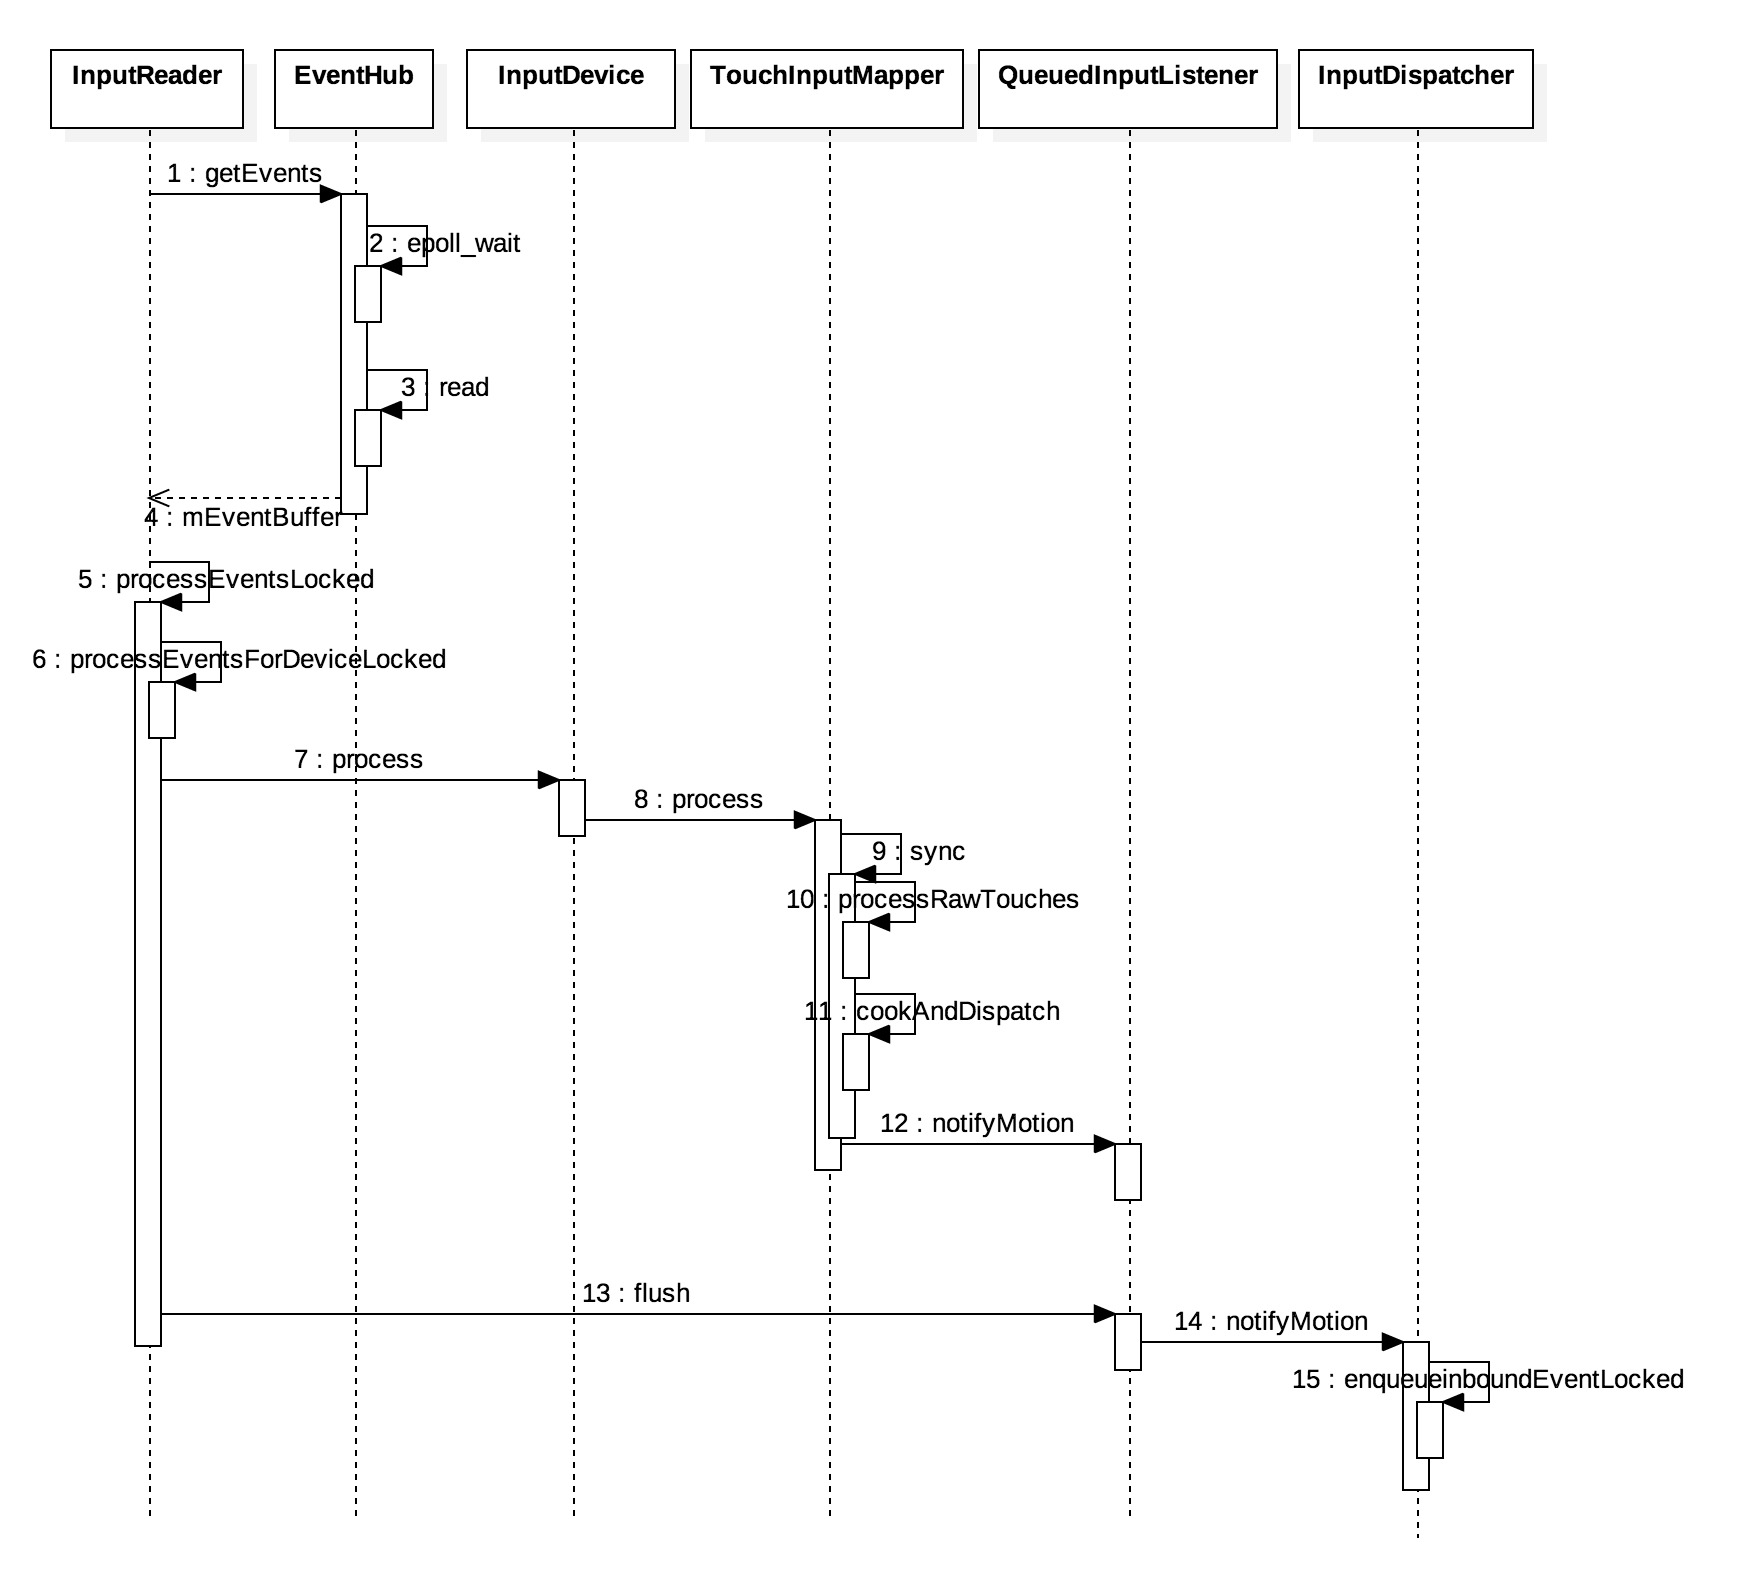 InputReader
EventHub
InputDevice
TouchInputMapper
QueuedInputListener
InputDispatcher
1 : getEvents
2 : epoll_wait
3 : read
4 : mEventBuffer
5 : processEventsLocked
6 : processEventsForDeviceLocked
7 : process
8 : process
9 : sync
10 : processRawTouches
11 : cookAndDispatch
12 : notifyMotion
13 : flush
14 : notifyMotion
15 : enqueueinboundEventLocked